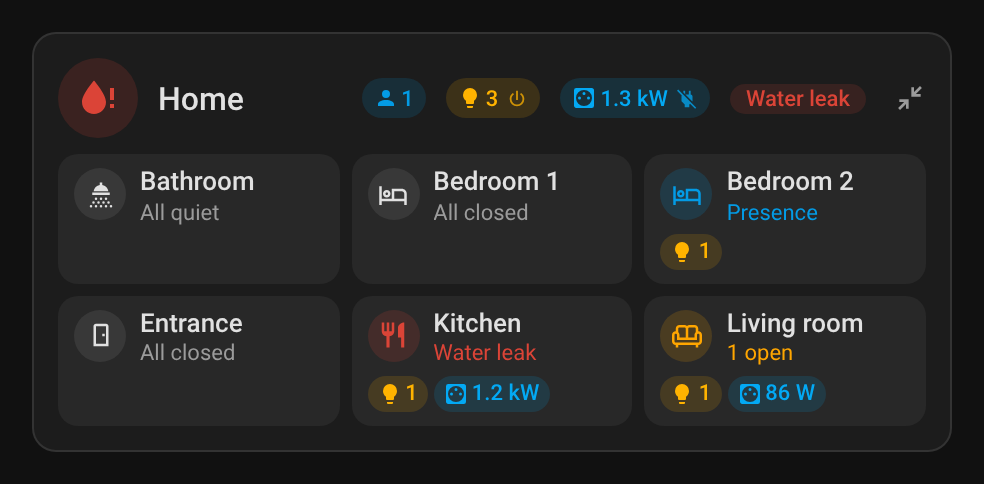 Home 1 3 1.3 kW Water leak
Bathroom
All quiet
Bedroom 1
All closed
Bedroom 2
Presence
1
Entrance
All closed
Kitchen
Water leak
1 1.2 kW
Living room
1 open
1 86 W